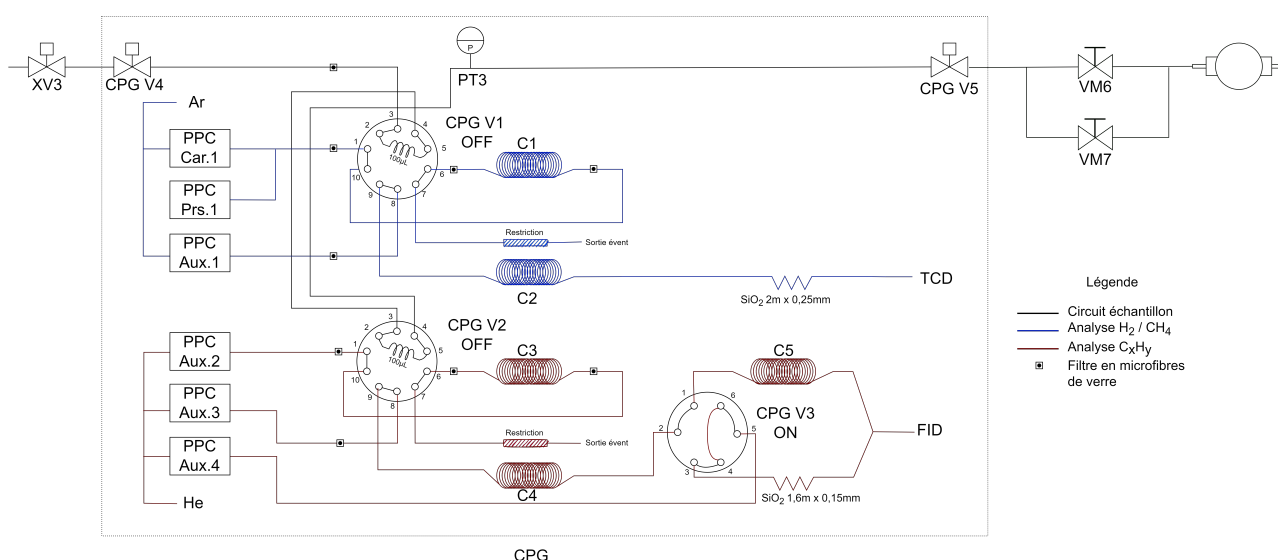 XV3
CPG V4
P
PT3
CPG V5
VM6
VM7
Ar
PPC
Car.1
PPC
Prs.1
PPC
Aux.1
CPG V1
OFF
1
2
3
4
5
6
7
8
9
10
100µL
C1
Restriction
Sortie évent
C2
SiO2 2m x 0,25mm
TCD
CPG V2
OFF
1
2
3
4
5
6
7
8
9
10
100µL
PPC
Aux.2
PPC
Aux.3
PPC
Aux.4
He
C3
Restriction
Sortie évent
C4
C5
CPG V3
ON
1
2
3
4
5
6
FID
SiO2 1,6m x 0,15mm
Légende
Circuit échantillon
Analyse H2 / CH4
Analyse CxHy
Filtre en microfibres
de verre
CPG